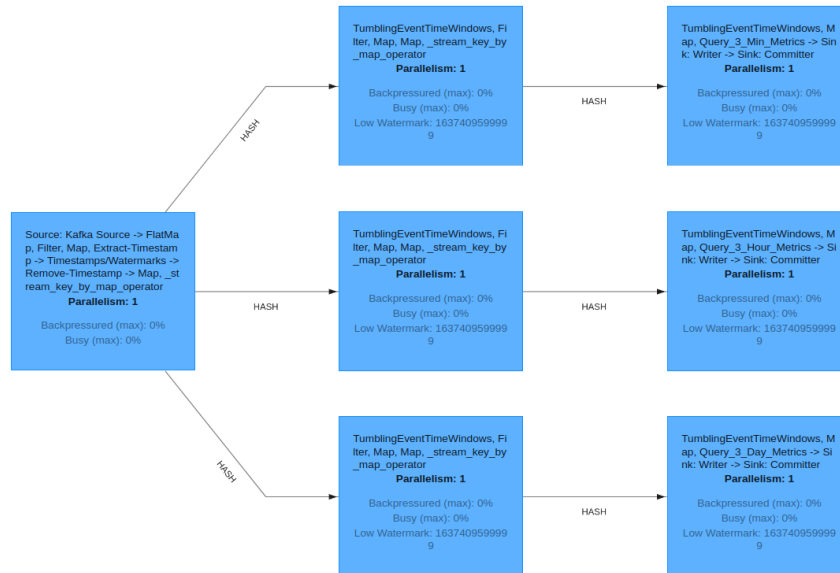 TumblingEventTimeWindows, Fi
lter, Map, Map, _stream_key_by
_map_operator
Parallelism: 1
Backpressured (max): 0%
Busy (max): 0%
Low Watermark: 163740959999
9
HASH
TumblingEventTimeWindows, M
ap, Query_3_Min_Metrics -> Sin
k: Writer -> Sink: Committer
Parallelism: 1
Backpressured (max): 0%
Busy (max): 0%
Low Watermark: 163740959999
9
HASH
Source: Kafka Source -> FlatMa
p, Filter, Map, Extract-Timestam
p -> Timestamps/Watermarks ->
Remove-Timestamp -> Map, _st
ream_key_by_map_operator
Parallelism: 1
Backpressured (max): 0%
Busy (max): 0%
HASH
TumblingEventTimeWindows, Fi
lter, Map, Map, _stream_key_by
_map_operator
Parallelism: 1
Backpressured (max): 0%
Busy (max): 0%
Low Watermark: 163740959999
9
HASH
TumblingEventTimeWindows, M
ap, Query_3_Hour_Metrics -> S
ink: Writer -> Sink: Committer
Parallelism: 1
Backpressured (max): 0%
Busy (max): 0%
Low Watermark: 163740959999
9
HASH
TumblingEventTimeWindows, Fi
lter, Map, Map, _stream_key_by
_map_operator
Parallelism: 1
Backpressured (max): 0%
Busy (max): 0%
Low Watermark: 163740959999
9
HASH
TumblingEventTimeWindows, M
ap, Query_3_Day_Metrics -> Si
nk: Writer -> Sink: Committer
Parallelism: 1
Backpressured (max): 0%
Busy (max): 0%
Low Watermark: 163740959999
9